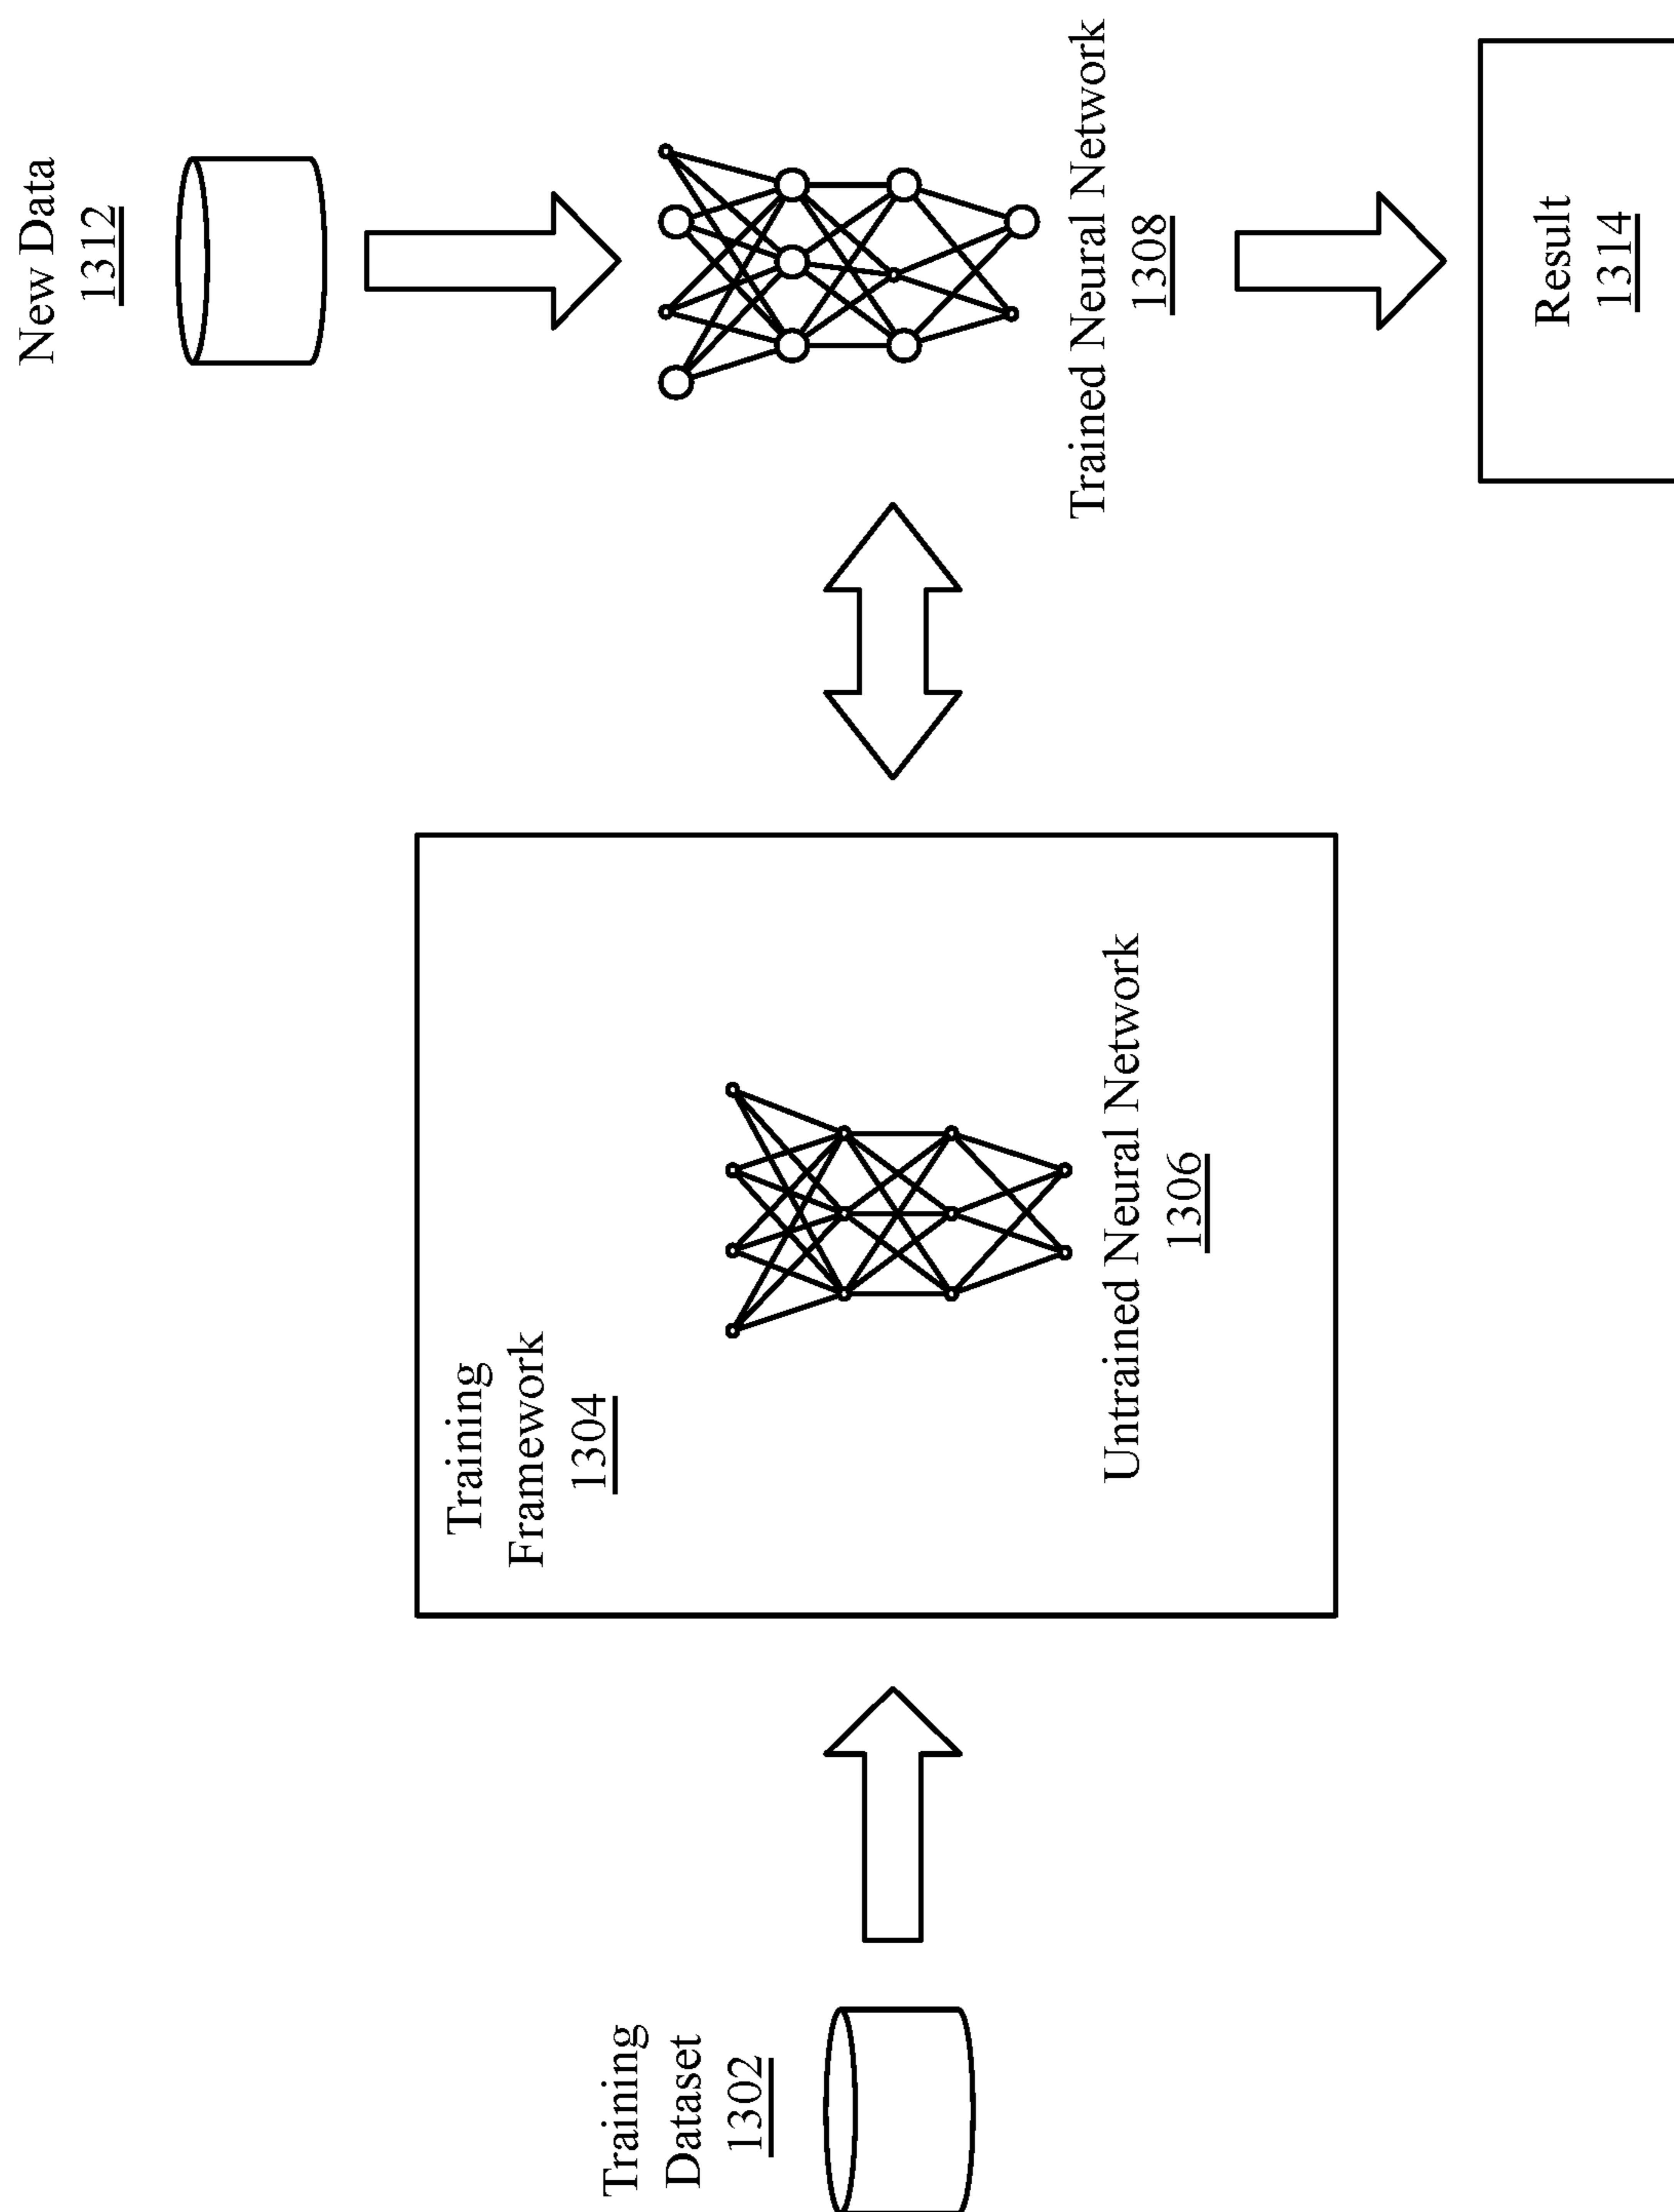 Training
Dataset
1302
Training
Framework
1304
Untrained Neural Network
1306
New Data
1312
Trained Neural Network
1308
Result
1314